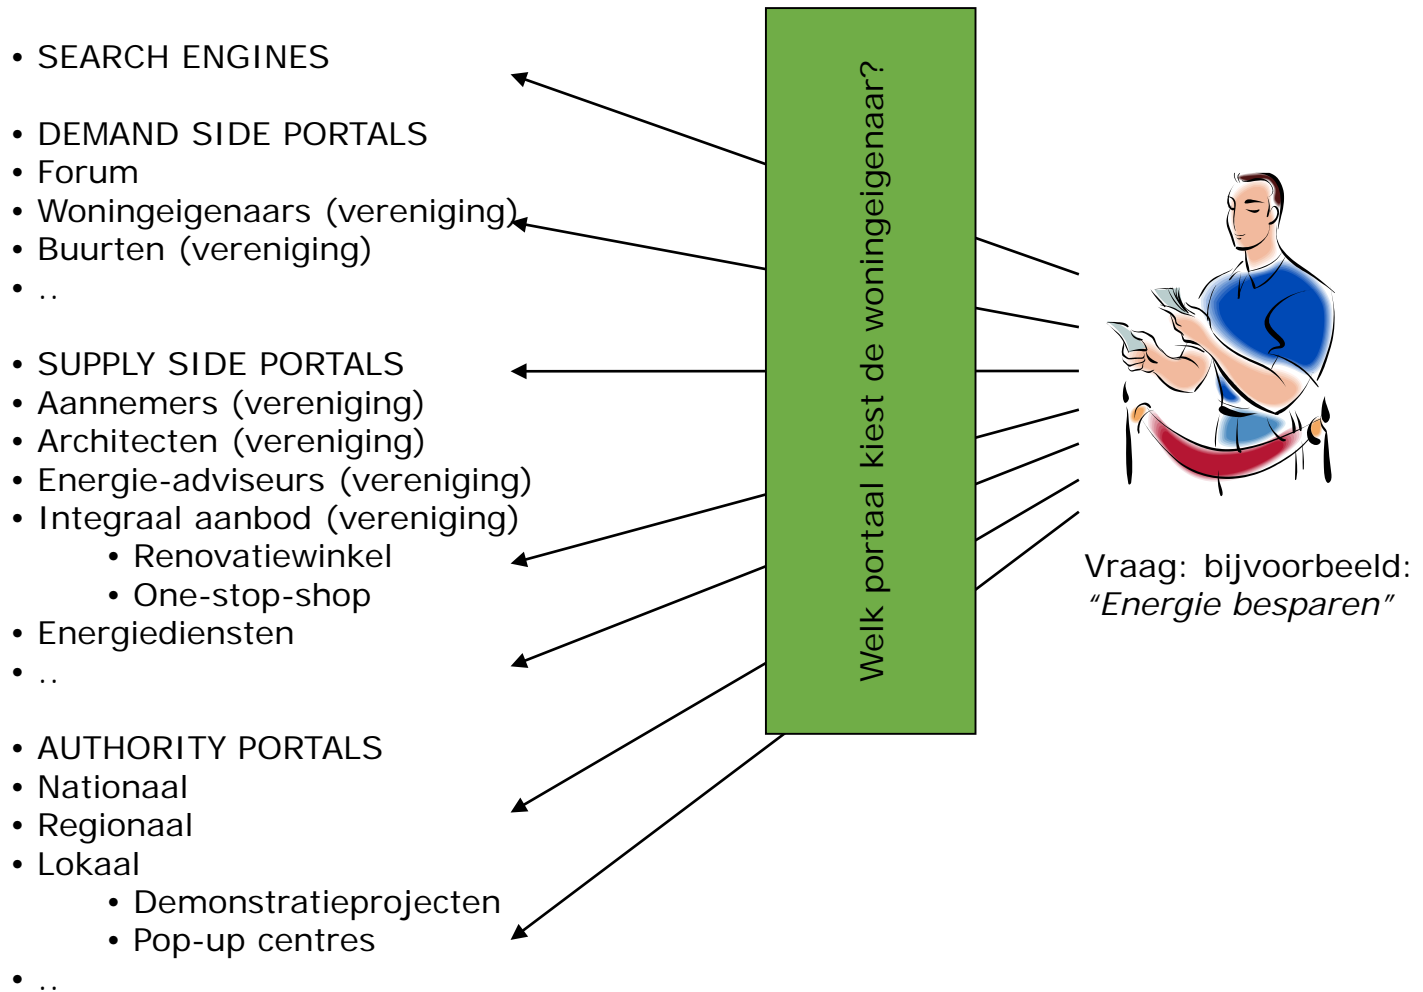 • SEARCH ENGINES
• DEMAND SIDE PORTALS
• Forum
• Woningeigenaars (vereniging)
• Buurten (vereniging)
• ..
• SUPPLY SIDE PORTALS
• Aannemers (vereniging)
• Architecten (vereniging)
• Energie-adviseurs (vereniging)
• Integraal aanbod (vereniging)
• Renovatiewinkel
• One-stop-shop
• Energiediensten
• ..
• AUTHORITY PORTALS
• Nationaal
• Regionaal
• Lokaal
• Demonstratieprojecten
• Pop-up centres
• ..
Welk portaal kiest de woningeigenaar?
Vraag: bijvoorbeeld:
“Energie besparen”